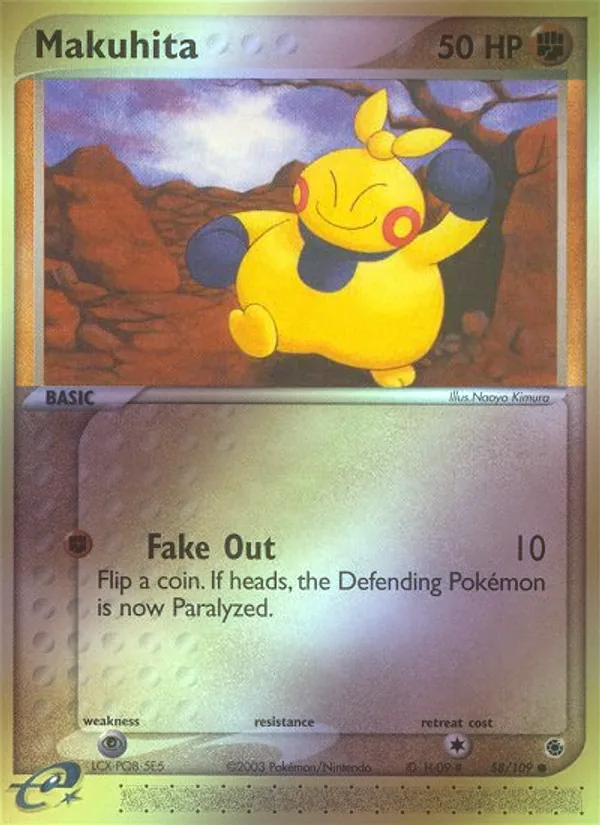 Makuhita
50 HP
BASIC
Illus. Naoyo Kimura
Fake Out 10
Flip a coin. If heads, the Defending Pokémon
is now Paralyzed.
weakness resistance retreat cost
©2003 Pokémon/Nintendo
58/109